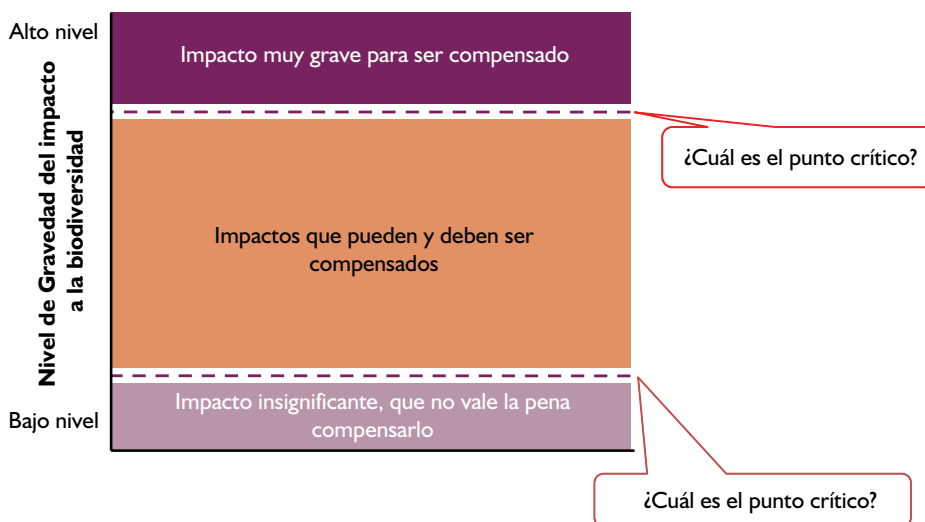 Alto nivel
Impacto muy grave para ser compensado
¿Cuál es el punto crítico?
Nivel de Gravedad del impacto
a la biodiversidad
Impactos que pueden y deben ser
compensados
Impacto insignificante, que no vale la pena
compensarlo
Bajo nivel
¿Cuál es el punto crítico?